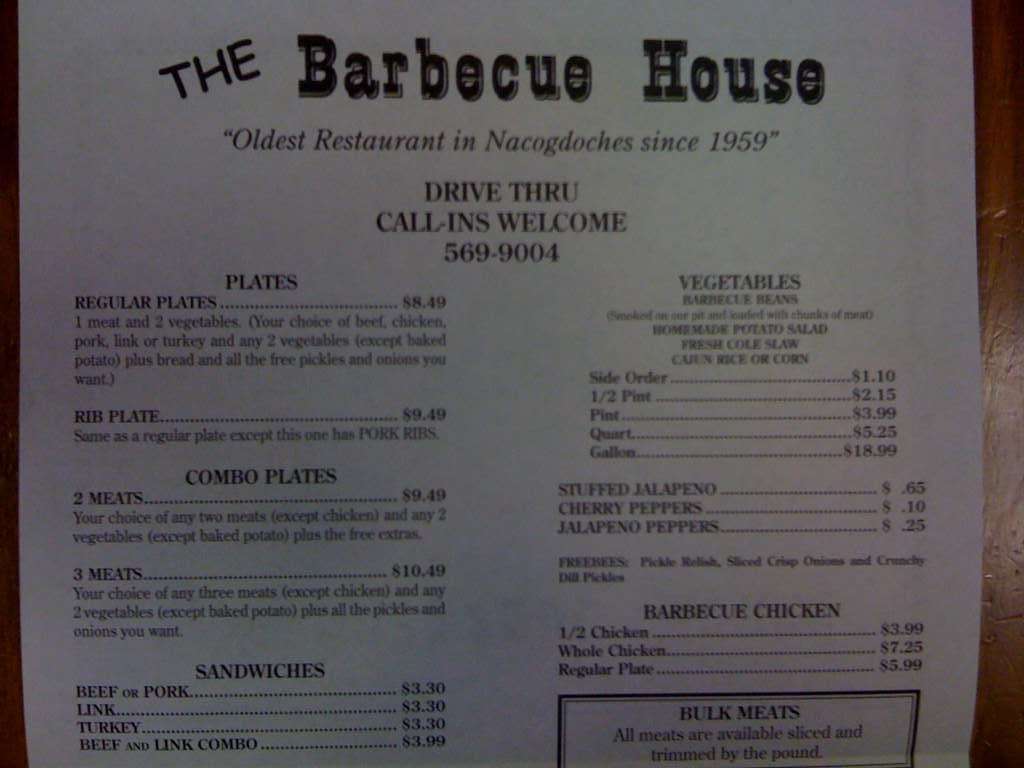 THE Barbecue House
"Oldest Restaurant in Nacogdoches since 1959"
DRIVE THRU
CALL-INS WELCOME
569-9004
PLATES
REGULAR PLATES ........ $8.49
1 meat and 2 vegetables. (Your choice of beef, chicken,
pork, link or turkey and any 2 vegetables (except baked
potato) plus bread and all the free pickles and onions you
want.)
RIB PLATE........ $9.49
Same as a regular plate except this one has PORK RIBS.
COMBO PLATES
2 MEATS........ $9.49
Your choice of any two meats (except chicken) and any 2
vegetables (except baked potato) plus the free extras.
3 MEATS........ $10.49
Your choice of any three meats (except chicken) and any
2 vegetables (except baked potato) plus all the pickles and
onions you want.
SANDWICHES
BEEF OR PORK........ $3.30
LINK........ $3.30
TURKEY........ $3.30
BEEF AND LINK COMBO ........ $3.99
VEGETABLES
BARBECUE BEANS
(Smoked on our pit and loaded with chunks of meat)
HOMEMADE POTATO SALAD
FRESH COLE SLAW
CAJUN RICE OR CORN
Side Order ........ $1.10
1/2 Pint ........ $2.15
Pint ........ $3.99
Quart ........ $5.25
Gallon ........ $18.99
STUFFED JALAPENO ........ $ .65
CHERRY PEPPERS ........ $ .10
JALAPENO PEPPERS ........ $ .25
FREEBEES: Pickle Relish, Sliced Crisp Onions and Crunchy
Dill Pickles
BARBECUE CHICKEN
1/2 Chicken ........ $3.99
Whole Chicken ........ $7.25
Regular Plate ........ $5.99
BULK MEATS
All meats are available sliced and
trimmed by the pound.